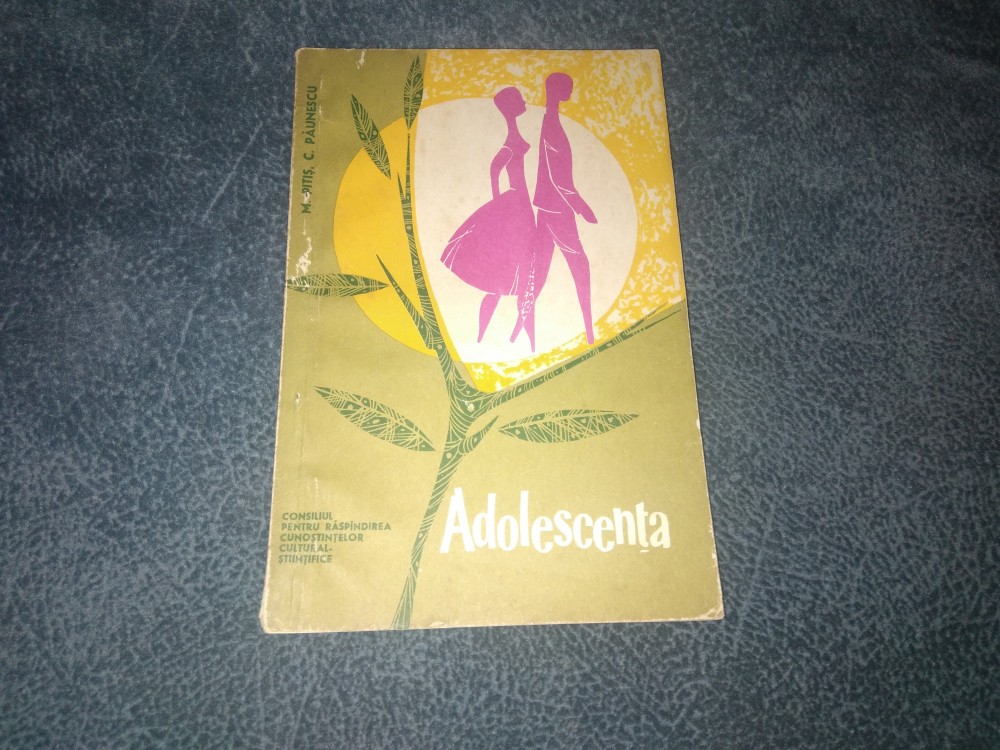 M. PITIȘ, C. PĂUNESCU
Adolescența
CONSILIUL
PENTRU RĂSPÎNDIREA
CUNOȘTINȚELOR
CULTURAL-
ȘTIINȚIFICE